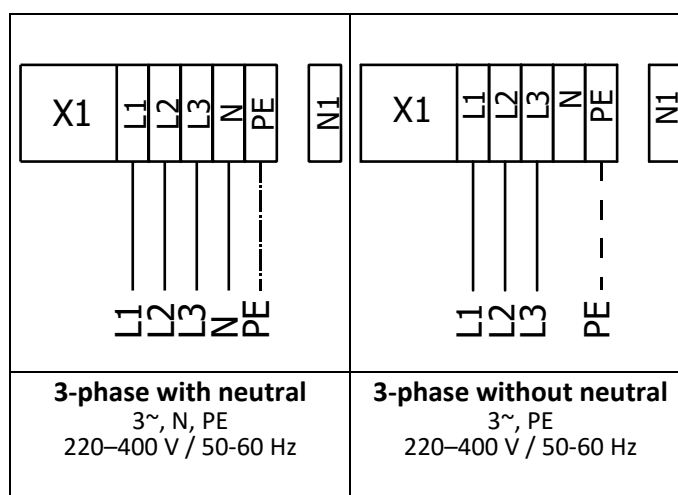 X1 L1 L2 L3 N PE N1
L1 L2 L3 N PE
3-phase with neutral
3~, N, PE
220–400 V / 50-60 Hz
X1 L1 L2 L3 N PE N1
L1 L2 L3 PE
3-phase without neutral
3~, PE
220–400 V / 50-60 Hz